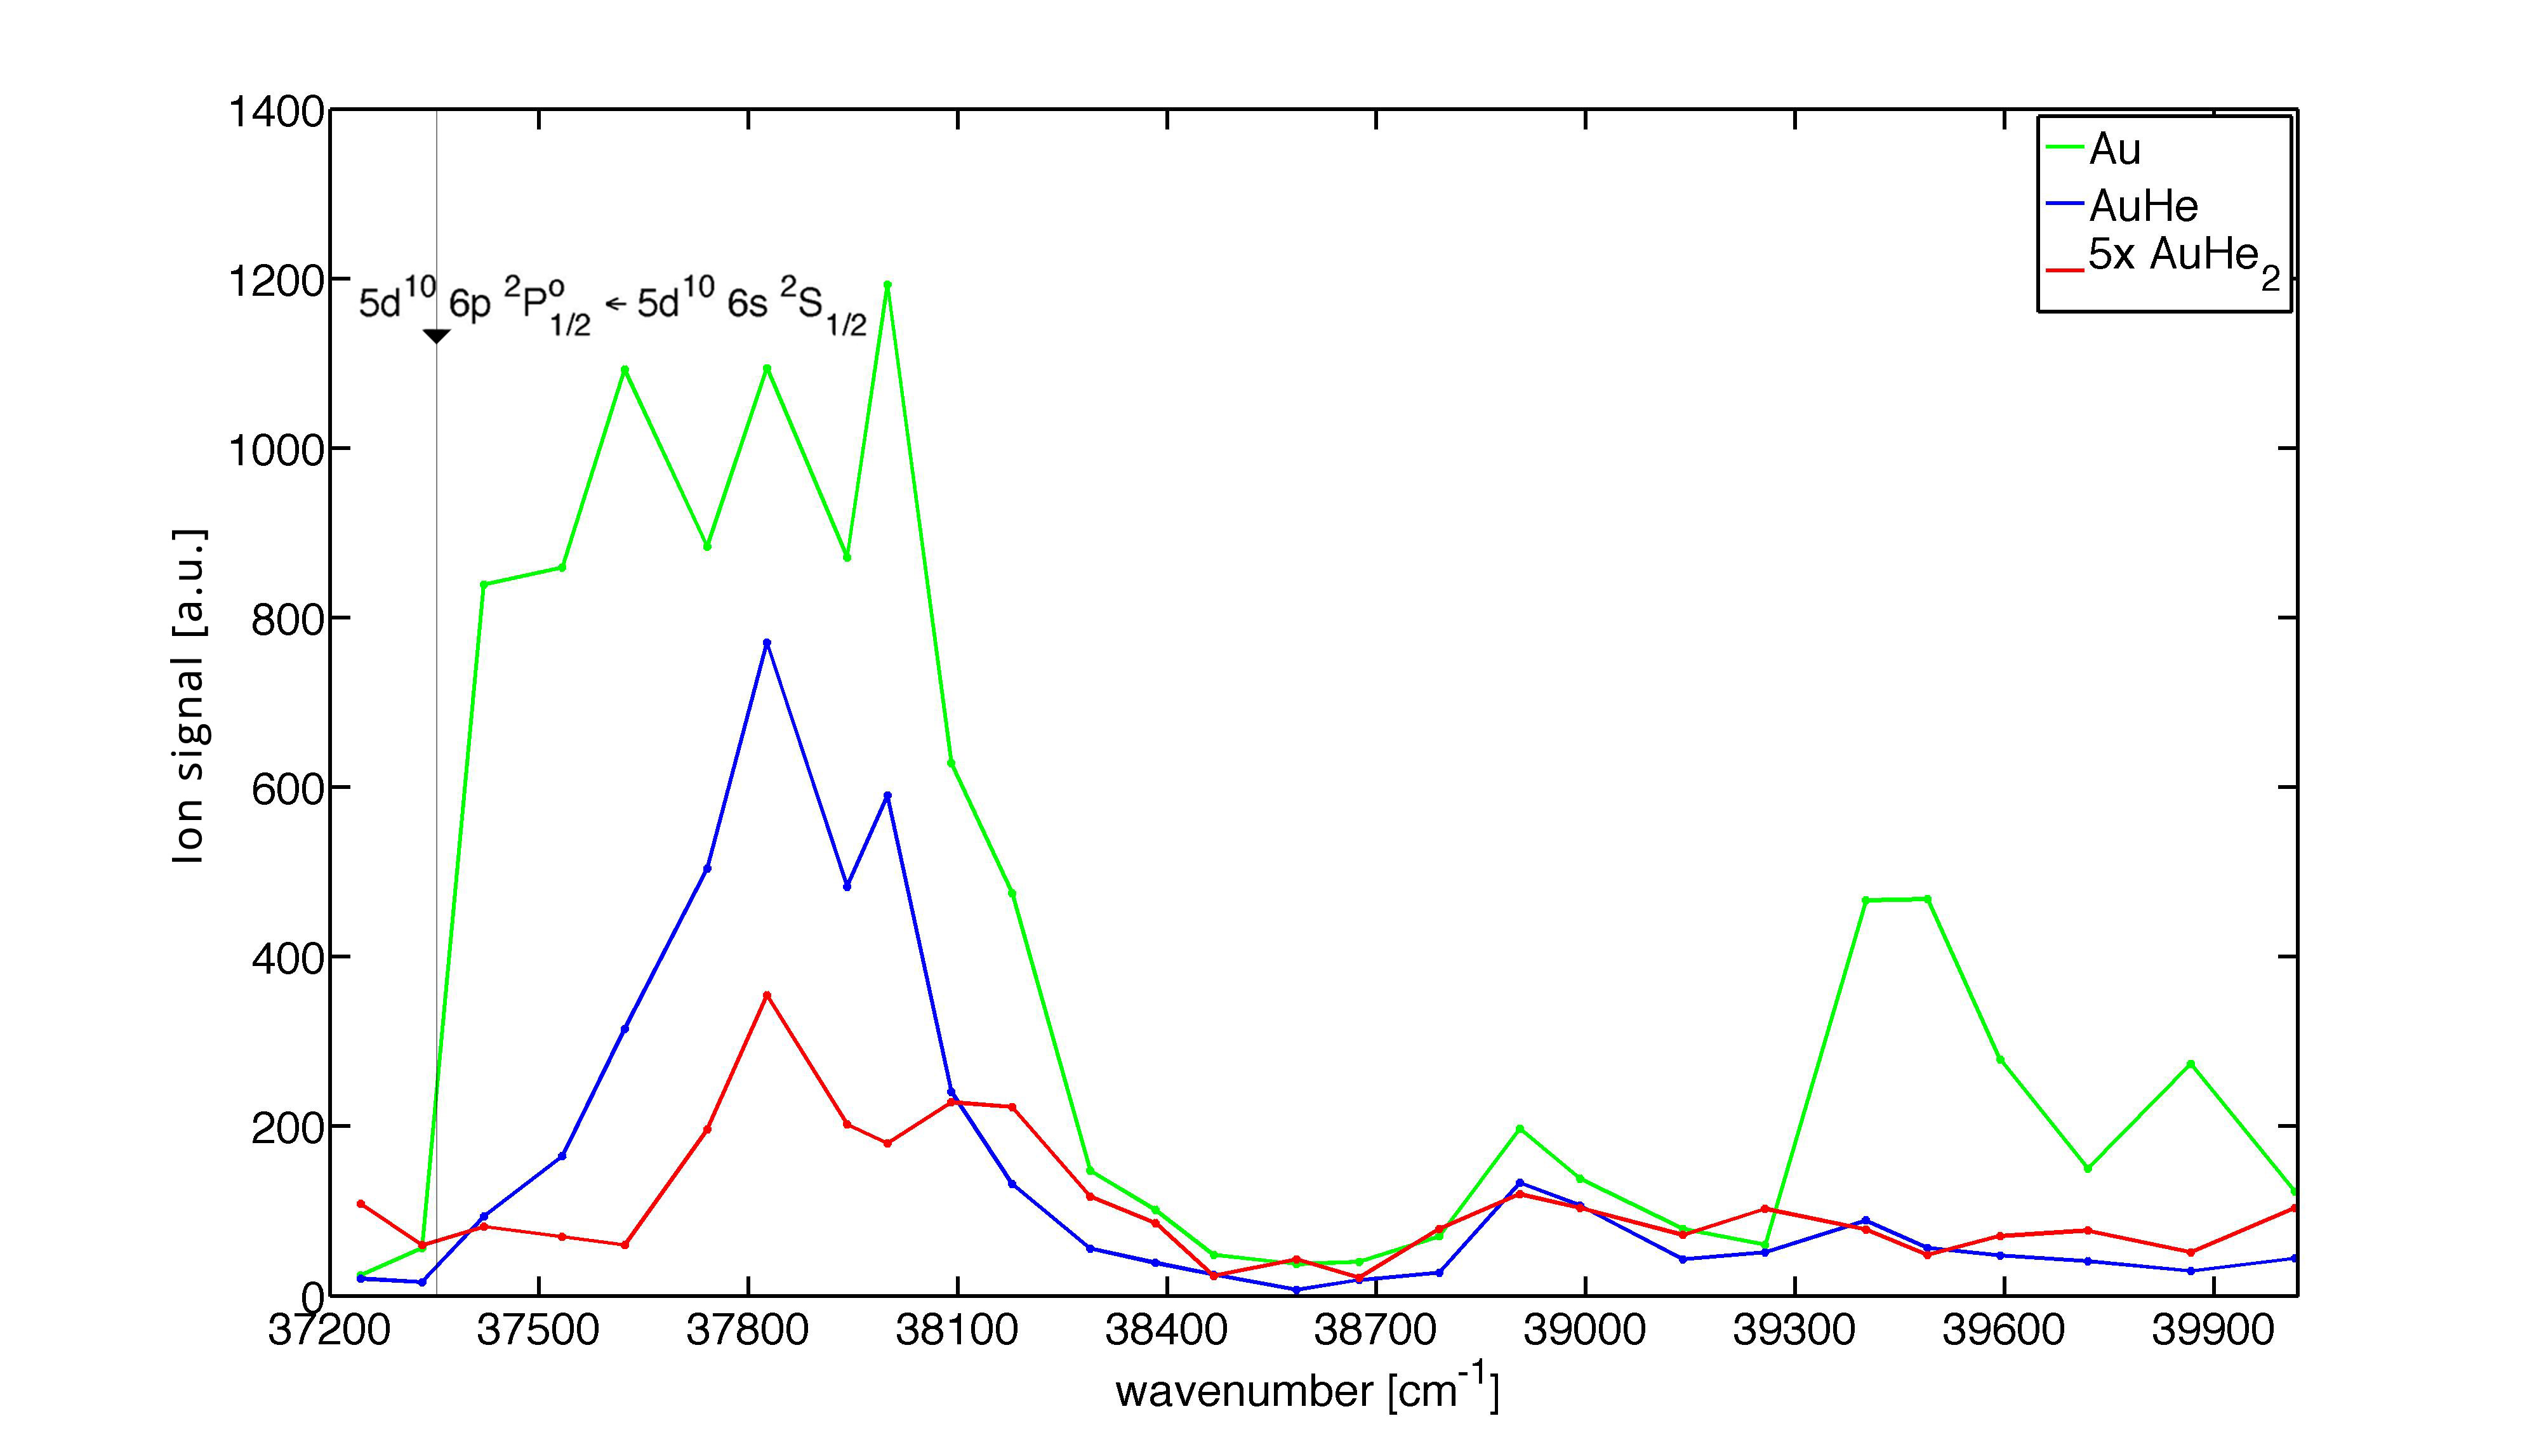 1400
1200
1000
800
600
400
200
0
Ion signal [a.u.]
5d10 6p 2Po1/2 ← 5d10 6s 2S1/2
Au
AuHe
5x AuHe2
37200 37500 37800 38100 38400 38700 39000 39300 39600 39900
wavenumber [cm-1]